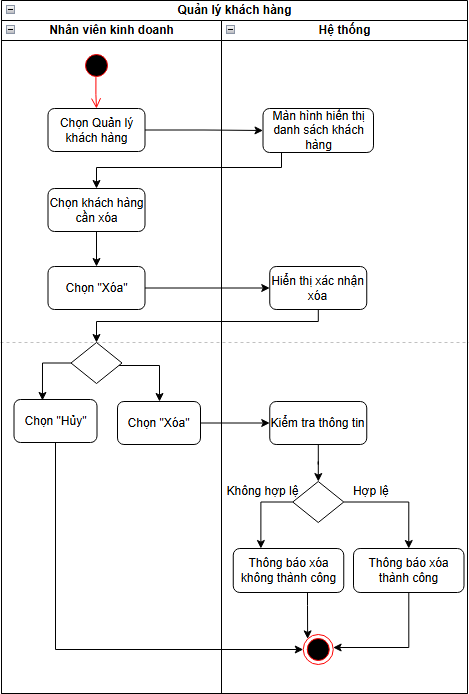 Quản lý khách hàng
Nhân viên kinh doanh
Hệ thống
Chọn Quản lý
khách hàng
Màn hình hiển thị
danh sách khách
hàng
Chọn khách hàng
cần xóa
Chọn "Xóa"
Hiển thị xác nhận
xóa
Chọn "Hủy"
Chọn "Xóa"
Kiểm tra thông tin
Không hợp lệ
Hợp lệ
Thông báo xóa
không thành công
Thông báo xóa
thành công